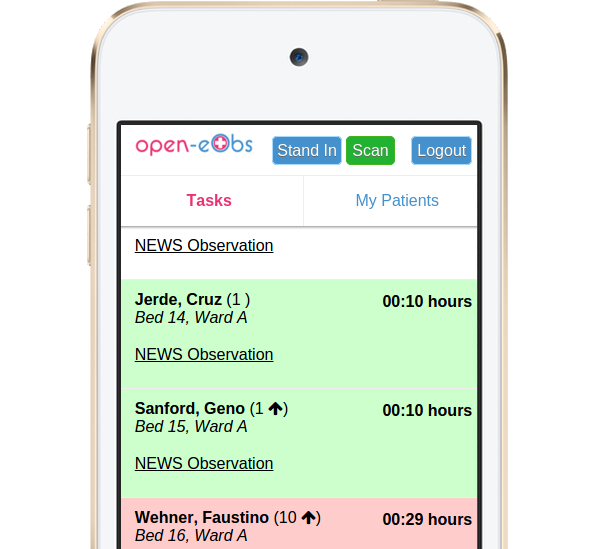 open-eObs Stand In Scan Logout
Tasks My Patients
NEWS Observation
Jerde, Cruz (1 ) 00:10 hours
Bed 14, Ward A
NEWS Observation
Sanford, Geno (1 🡅) 00:10 hours
Bed 15, Ward A
NEWS Observation
Wehner, Faustino (10 🡅) 00:29 hours
Bed 16, Ward A